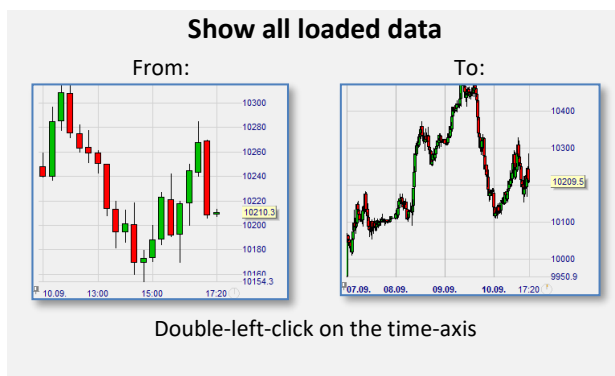 Show all loaded data
From:
To:
10300
10280
10260
10240
10220
10210.3
10200
10180
10160
10154.3
10.09. 13:00 15:00 17:20
10400
10300
10209.5
10100
10000
9950.9
07.09. 08.09. 09.09. 10.09. 17:20
Double-left-click on the time-axis